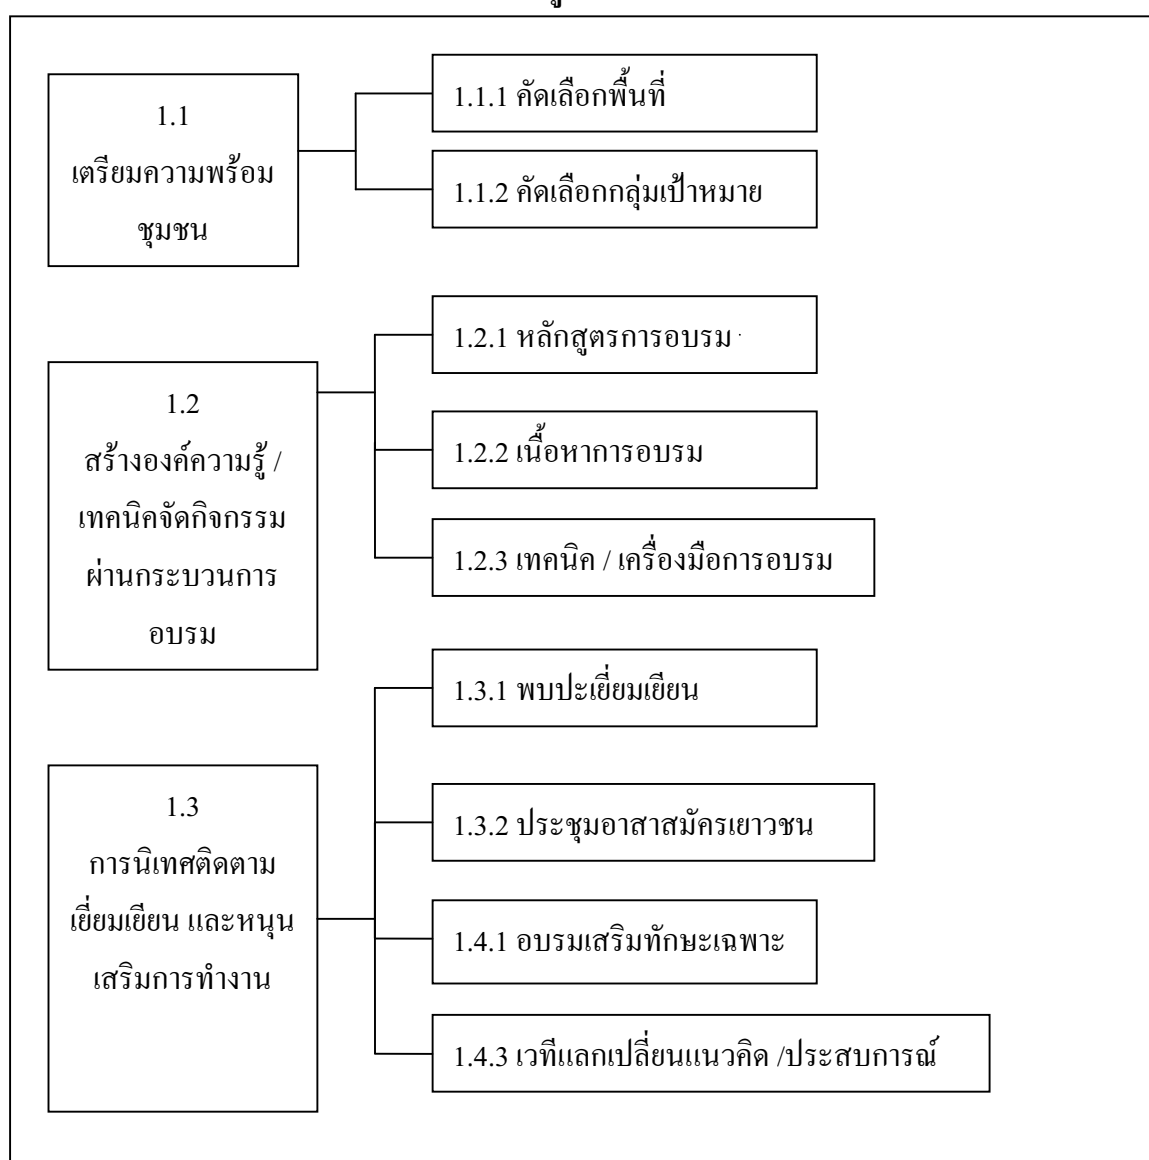 1.1
เตรียมความพร้อม
ชุมชน
1.1.1 คัดเลือกพื้นที่
1.1.2 คัดเลือกกลุ่มเป้าหมาย
1.2
สร้างองค์ความรู้ /
เทคนิคจัดกิจกรรม
ผ่านกระบวนการ
อบรม
1.2.1 หลักสูตรการอบรม
1.2.2 เนื้อหาการอบรม
1.2.3 เทคนิค / เครื่องมือการอบรม
1.3
การนิเทศติดตาม
เยี่ยมเยียน และหนุน
เสริมการทำงาน
1.3.1 พบปะเยี่ยมเยียน
1.3.2 ประชุมอาสาสมัครเยาวชน
1.4.1 อบรมเสริมทักษะเฉพาะ
1.4.3 เวทีแลกเปลี่ยนแนวคิด /ประสบการณ์